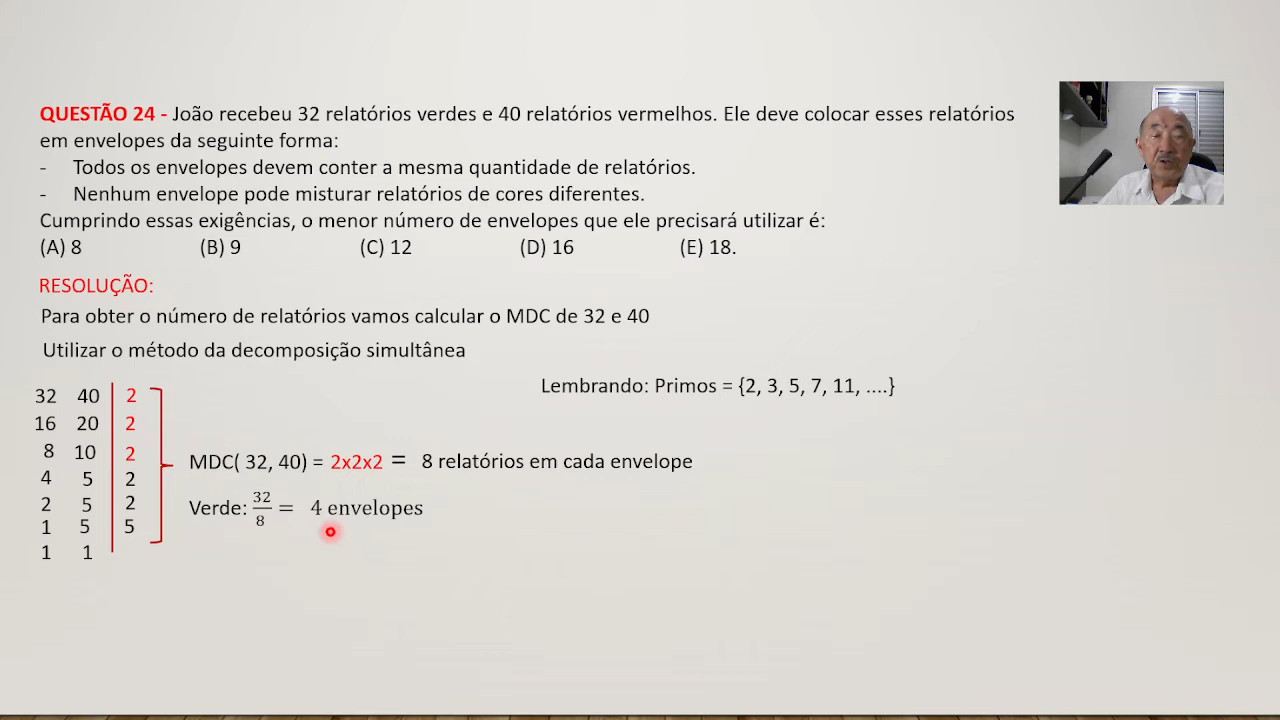 QUESTÃO 24 - João recebeu 32 relatórios verdes e 40 relatórios vermelhos. Ele deve colocar esses relatórios
em envelopes da seguinte forma:
- Todos os envelopes devem conter a mesma quantidade de relatórios.
- Nenhum envelope pode misturar relatórios de cores diferentes.
Cumprindo essas exigências, o menor número de envelopes que ele precisará utilizar é:
(A) 8 (B) 9 (C) 12 (D) 16 (E) 18.
RESOLUÇÃO:
Para obter o número de relatórios vamos calcular o MDC de 32 e 40
Utilizar o método da decomposição simultânea
Lembrando: Primos = {2, 3, 5, 7, 11, ....}
32 40 2
16 20 2
8 10 2
4 5 2
2 5 2
1 5 5
1 1
MDC( 32, 40) = 2x2x2 = 8 relatórios em cada envelope
Verde: 32/8 = 4 envelopes